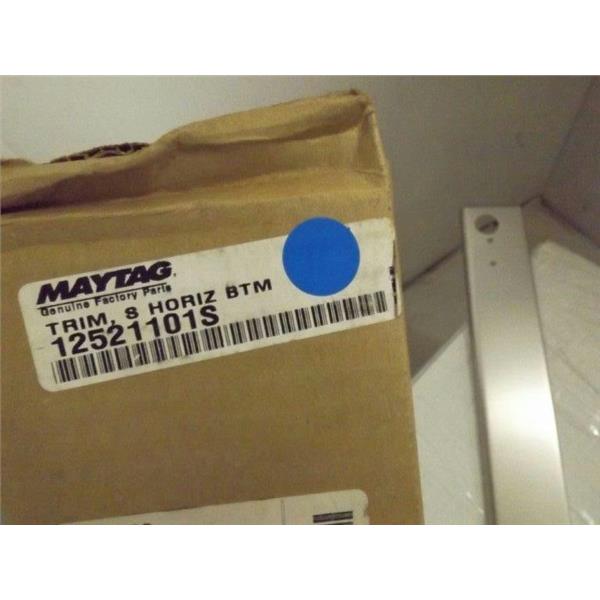 MAYTAG
Genuine Factory Parts
TRIM, S HORIZ BTM
12521101S